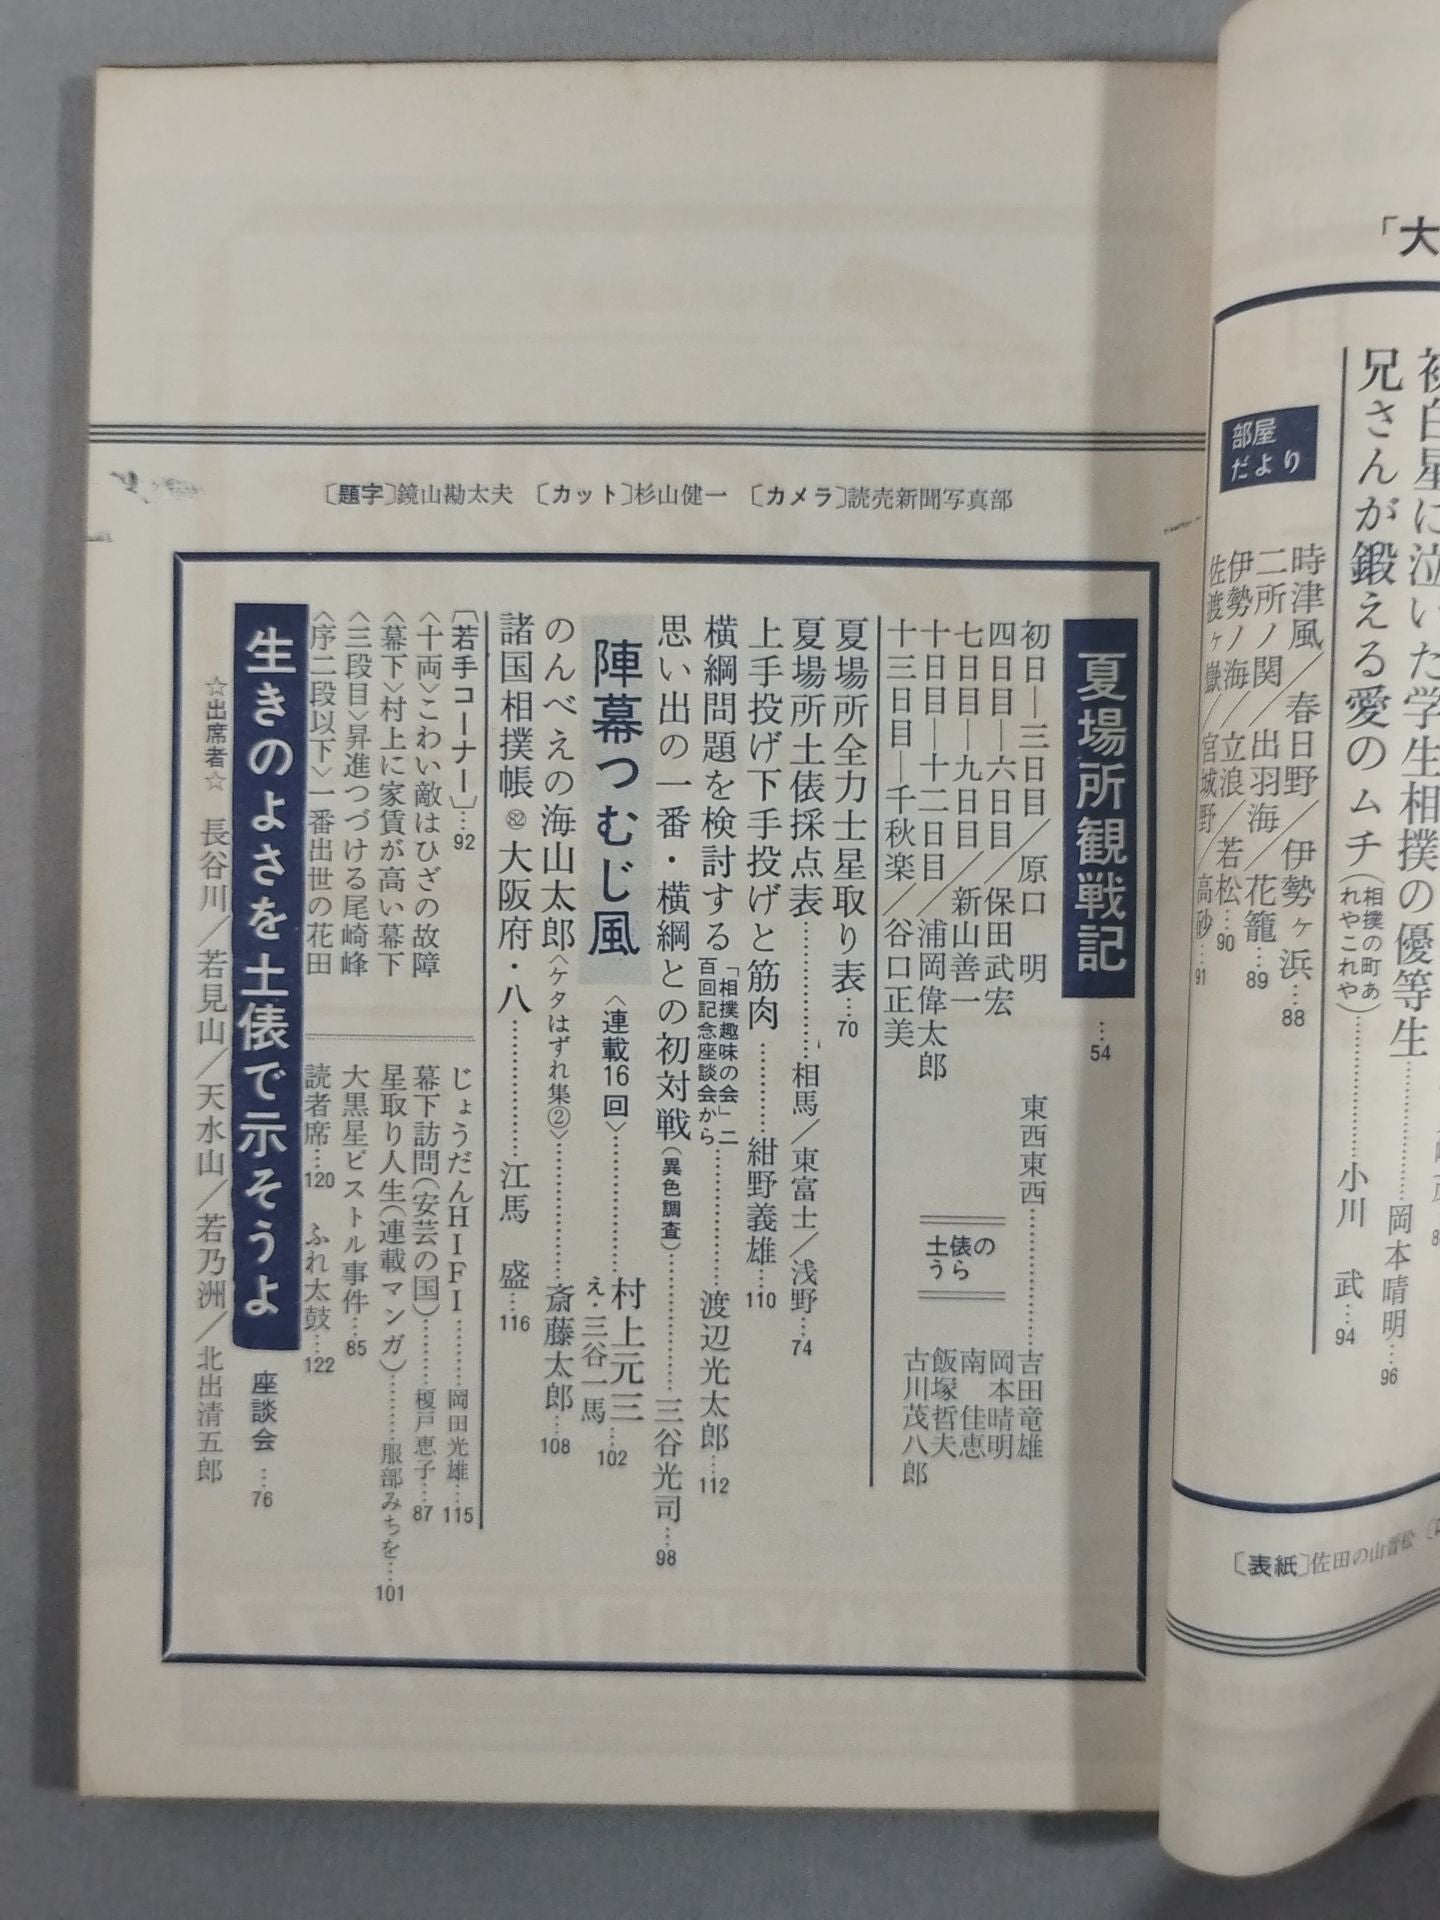 「大
初白星に泣いた学生相撲の優等生………岡本晴明…96
兄さんが鍛える愛のムチ(相撲の町あれやこれや)………小川 武…94
部屋だより
時津風／春日野／伊勢ヶ浜…88
二所ノ関／出羽海／花籠…89
伊勢ノ海／立浪／若松…90
佐渡ヶ嶽／宮城野／高砂…91
〔表紙〕佐田の山晋松
〔題字〕鏡山勘太夫 〔カット〕杉山健一 〔カメラ〕読売新聞写真部
夏場所観戦記…54
初日―三日目／原口 明
四日目―六日目／保田武宏
七日目―九日目／新山善一
十日目―十二日目／浦岡偉太郎
十三日目―千秋楽／谷口正美
東西東西………吉田竜雄
土俵のうら
岡本晴明
南 佳恵
飯塚哲夫
古川茂八郎
夏場所全力士星取り表…70
夏場所土俵採点表………相馬／東富士／浅野…74
上手投げ下手投げと筋肉………紺野義雄…110
横綱問題を検討する「相撲趣味の会」二百回記念座談会から………渡辺光太郎…112
思い出の一番・横綱との初対戦(異色調査)………三谷光司…98
陣幕つむじ風〈連載16回〉………村上元三
え・三谷一馬…102
のんべえの海山太郎〈ケタはずれ集②〉………斎藤太郎…108
諸国相撲帳㉜大阪府・八………江馬 盛…116
〔若手コーナー〕…92
〈十両〉こわい敵はひざの故障
〈幕下〉村上に家賃が高い幕下
〈三段目〉昇進つづける尾崎峰
〈序二段以下〉一番出世の花田
じょうだんHIFI………岡田光雄…115
幕下訪問(安芸の国)………榎戸恵子…87
星取り人生(連載マンガ)………服部みちを…101
大黒星ピストル事件…85
読者席…120 ふれ太鼓…122
生きのよさを土俵で示そうよ 座談会…76
☆出席者☆ 長谷川／若見山／天水山／若乃洲／北出清五郎